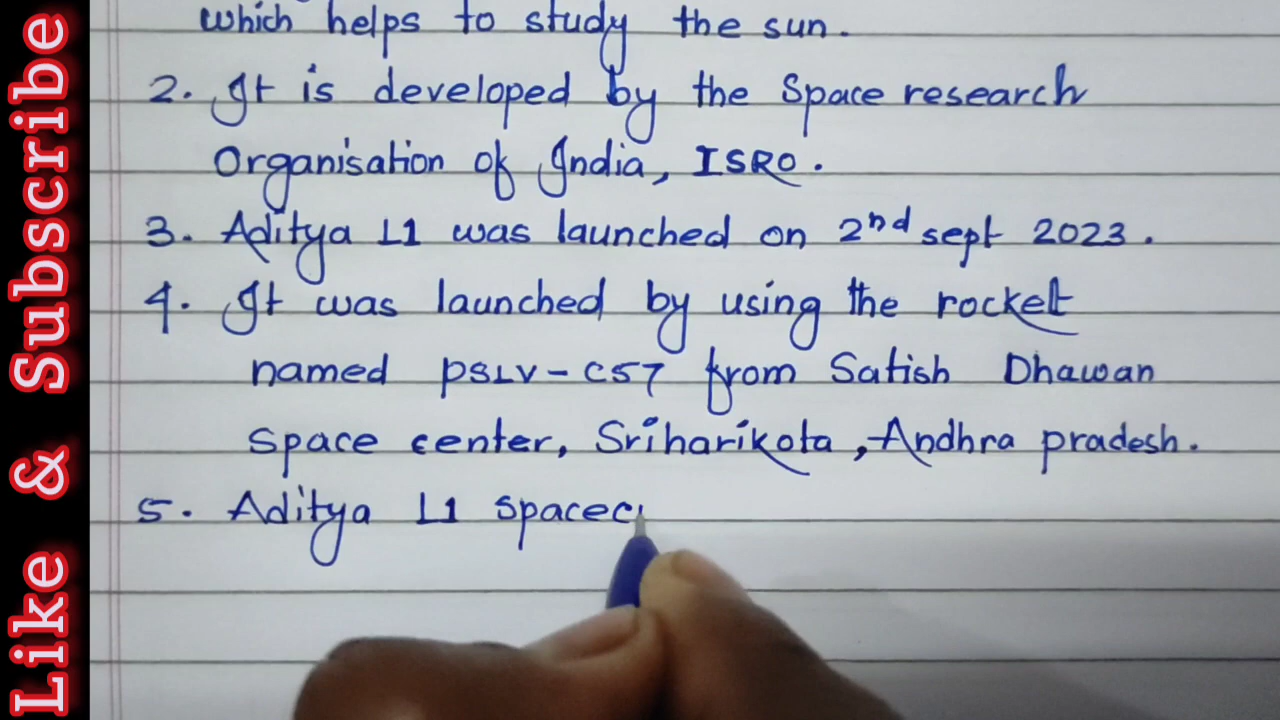 Like & Subscribe
which helps to study the sun.
2. It is developed by the Space research
Organisation of India, ISRO.
3. Aditya L1 was launched on 2nd sept 2023.
4. It was launched by using the rocket
named PSLV-C57 from Satish Dhawan
Space center, Sriharikota, Andhra pradesh.
5. Aditya L1 spacec